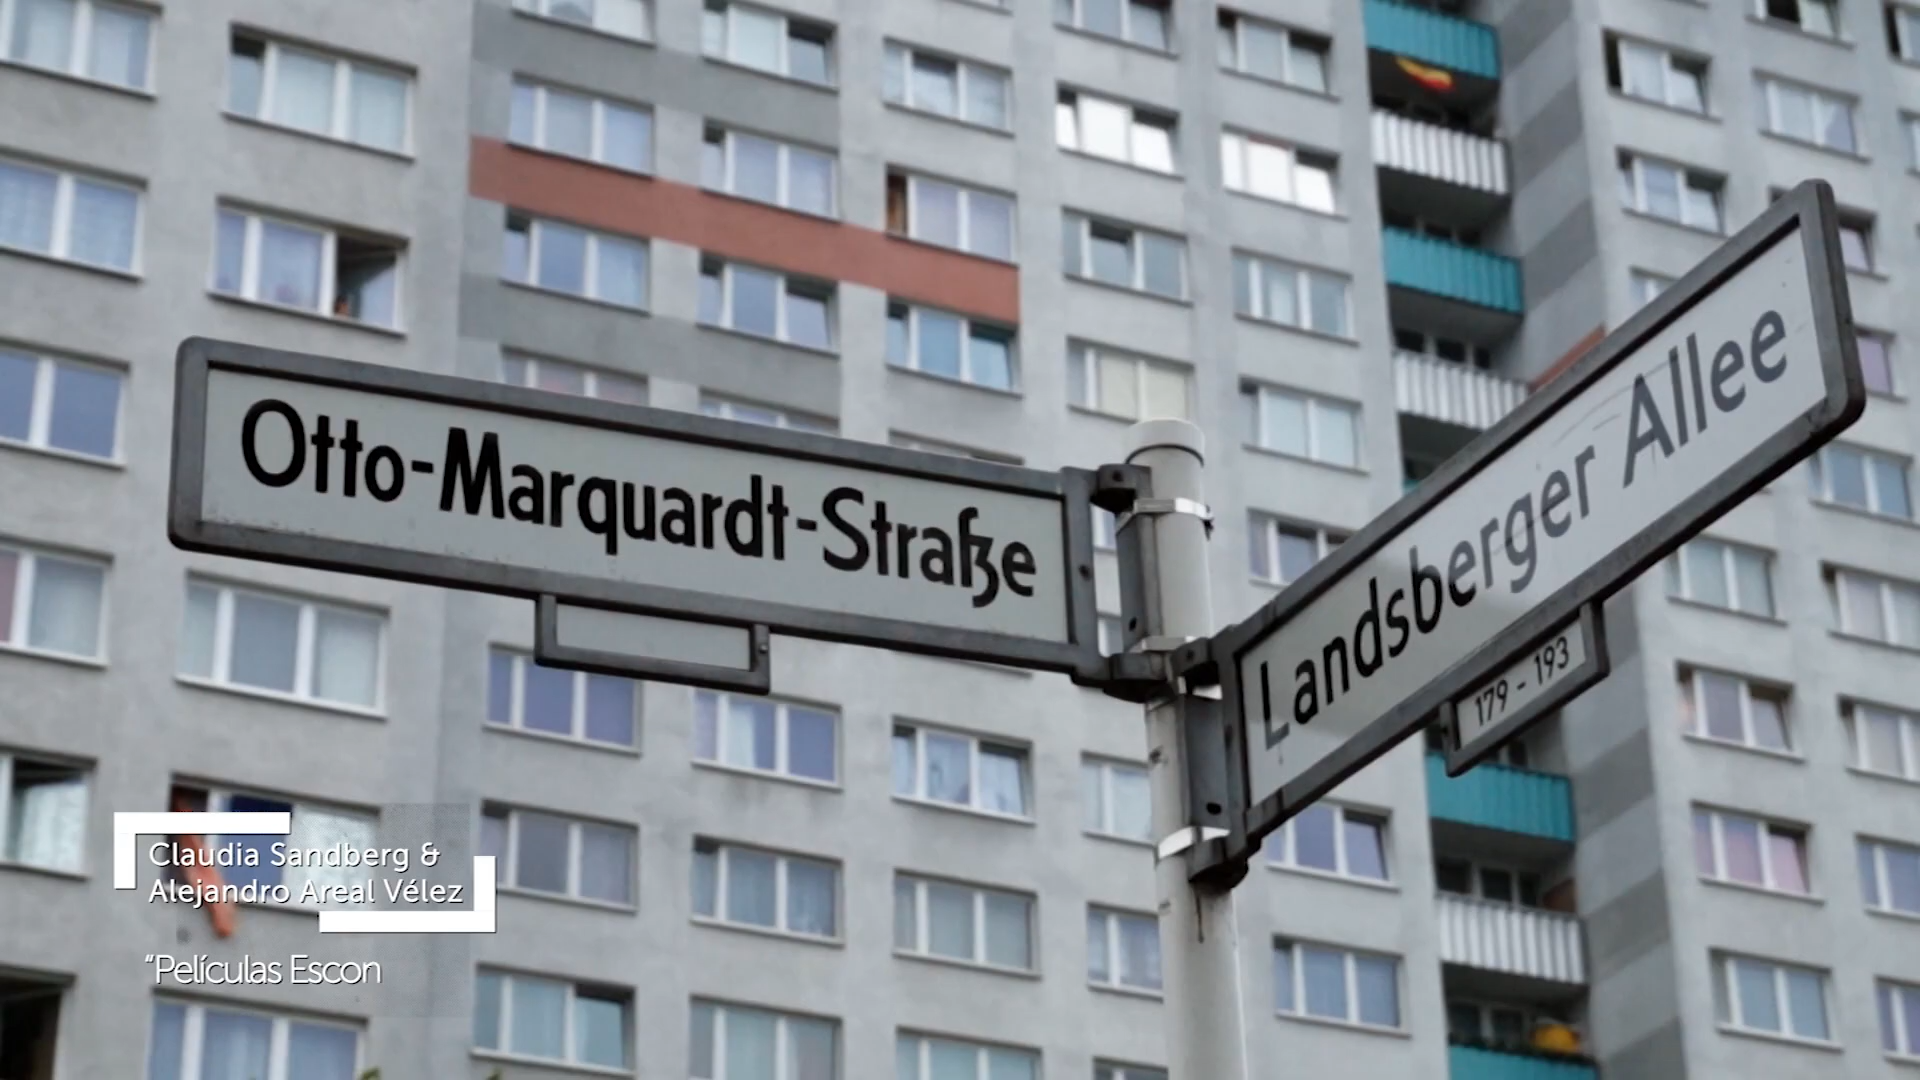 Otto-Marquardt-Straße
Landsberger Allee
179 - 193
Claudia Sandberg &
Alejandro Areal Vélez
“Películas Escon